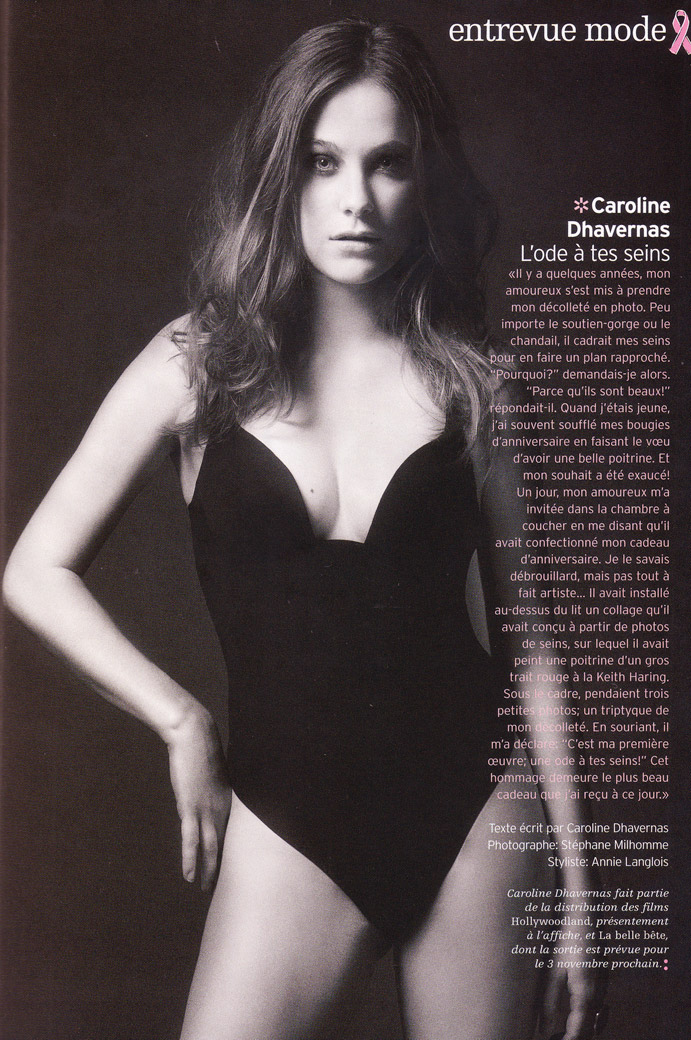 entrevue mode
*Caroline
Dhavernas
L'ode à tes seins
«Il y a quelques années, mon
amoureux s'est mis à prendre
mon décolleté en photo. Peu
importe le soutien-gorge ou le
chandail, il cadrait mes seins
pour en faire un plan rapproché.
"Pourquoi?" demandais-je alors.
"Parce qu'ils sont beaux!"
répondait-il. Quand j'étais jeune,
j'ai souvent soufflé mes bougies
d'anniversaire en faisant le vœu
d'avoir une belle poitrine. Et
mon souhait a été exaucé!
Un jour, mon amoureux m'a
invitée dans la chambre à
coucher en me disant qu'il
avait confectionné mon cadeau
d'anniversaire. Je le savais
débrouillard, mais pas tout à
fait artiste... Il avait installé
au-dessus du lit un collage qu'il
avait conçu à partir de photos
de seins, sur lequel il avait
peint une poitrine d'un gros
trait rouge à la Keith Haring.
Sous le cadre, pendaient trois
petites photos; un triptyque de
mon décolleté. En souriant, il
m'a déclaré: "C'est ma première
œuvre; une ode à tes seins!" Cet
hommage demeure le plus beau
cadeau que j'ai reçu à ce jour.»
Texte écrit par Caroline Dhavernas
Photographe: Stéphane Milhomme
Styliste: Annie Langlois
Caroline Dhavernas fait partie
de la distribution des films
Hollywoodland, présentement
à l'affiche, et La belle bête,
dont la sortie est prévue pour
le 3 novembre prochain.